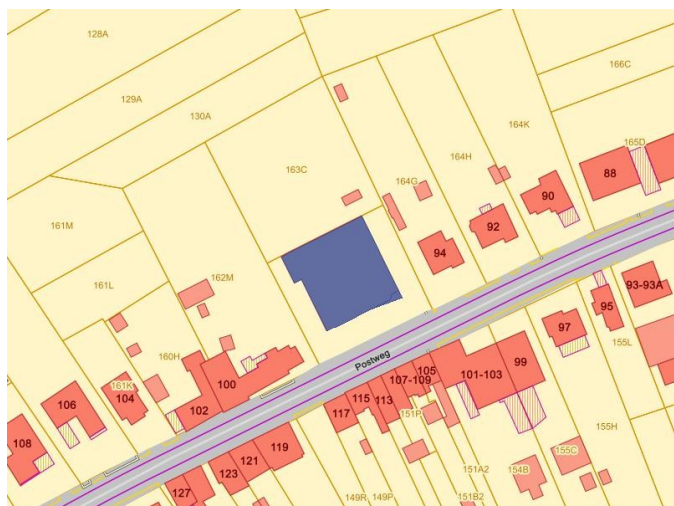 128A
129A
130A
166C
164K
165D
164H
163C
164G
88
90
92
94
161M
161L
162M
93-93A
95
97
155L
Postweg
160H
100
102
161K
104
106
108
99
101-103
105
107-109
115
113
117
151P
119
121
123
127
149R
149P
151A2
151B2
154B
155C
155H